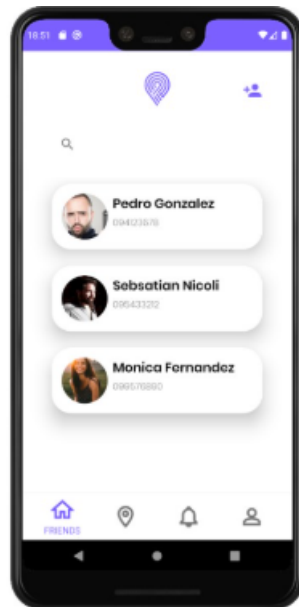 18:51
Pedro Gonzalez
Sebsatian Nicoli
Monica Fernandez
FRIENDS